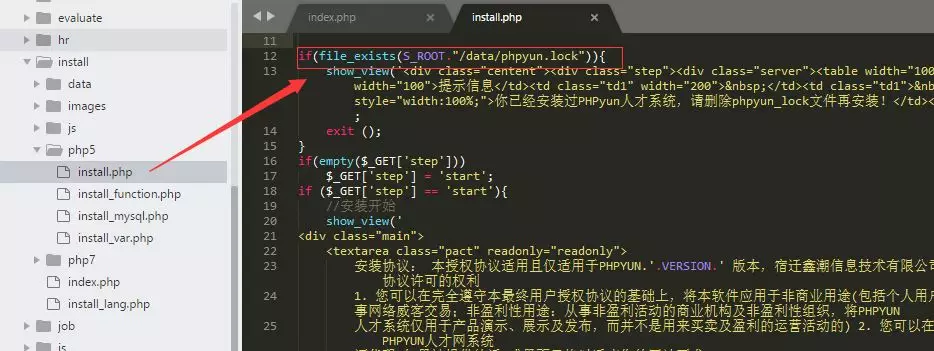 evaluate
hr
install
data
images
js
php5
install.php
install_function.php
install_mysql.php
install_var.php
php7
index.php
install_lang.php
job
js
index.php ×
install.php ×
11
12 if(file_exists(S_ROOT."/data/phpyun.lock")){
13 show_view('<div class="content"><div class="step"><div class="server"><table width="100
width="100">提示信息</td><td class="td1" width="200">&nbsp;</td><td class="td1">&nb
style="width:100%;">你已经安装过PHPyun人才系统，请删除phpyun_lock文件再安装！</td><
;
14 exit ();
15 }
16 if(empty($_GET['step']))
17 $_GET['step'] = 'start';
18 if ($_GET['step'] == 'start'){
19 //安装开始
20 show_view('
21 <div class="main">
22 <textarea class="pact" readonly="readonly">
23 安装协议： 本授权协议适用且仅适用于PHPYUN.'.VERSION.' 版本，宿迁鑫潮信息技术有限公司
协议许可的权利
24 1. 您可以在完全遵守本最终用户授权协议的基础上，将本软件应用于非商业用途(包括个人用户
事网络威客交易；非盈利性用途：从事非盈利活动的商业机构及非盈利性组织，将PHPYUN
25 人才系统仅用于产品演示、展示及发布，而并不是用来买卖及盈利的运营活动的) 2. 您可以在
PHPYUN人才网系统